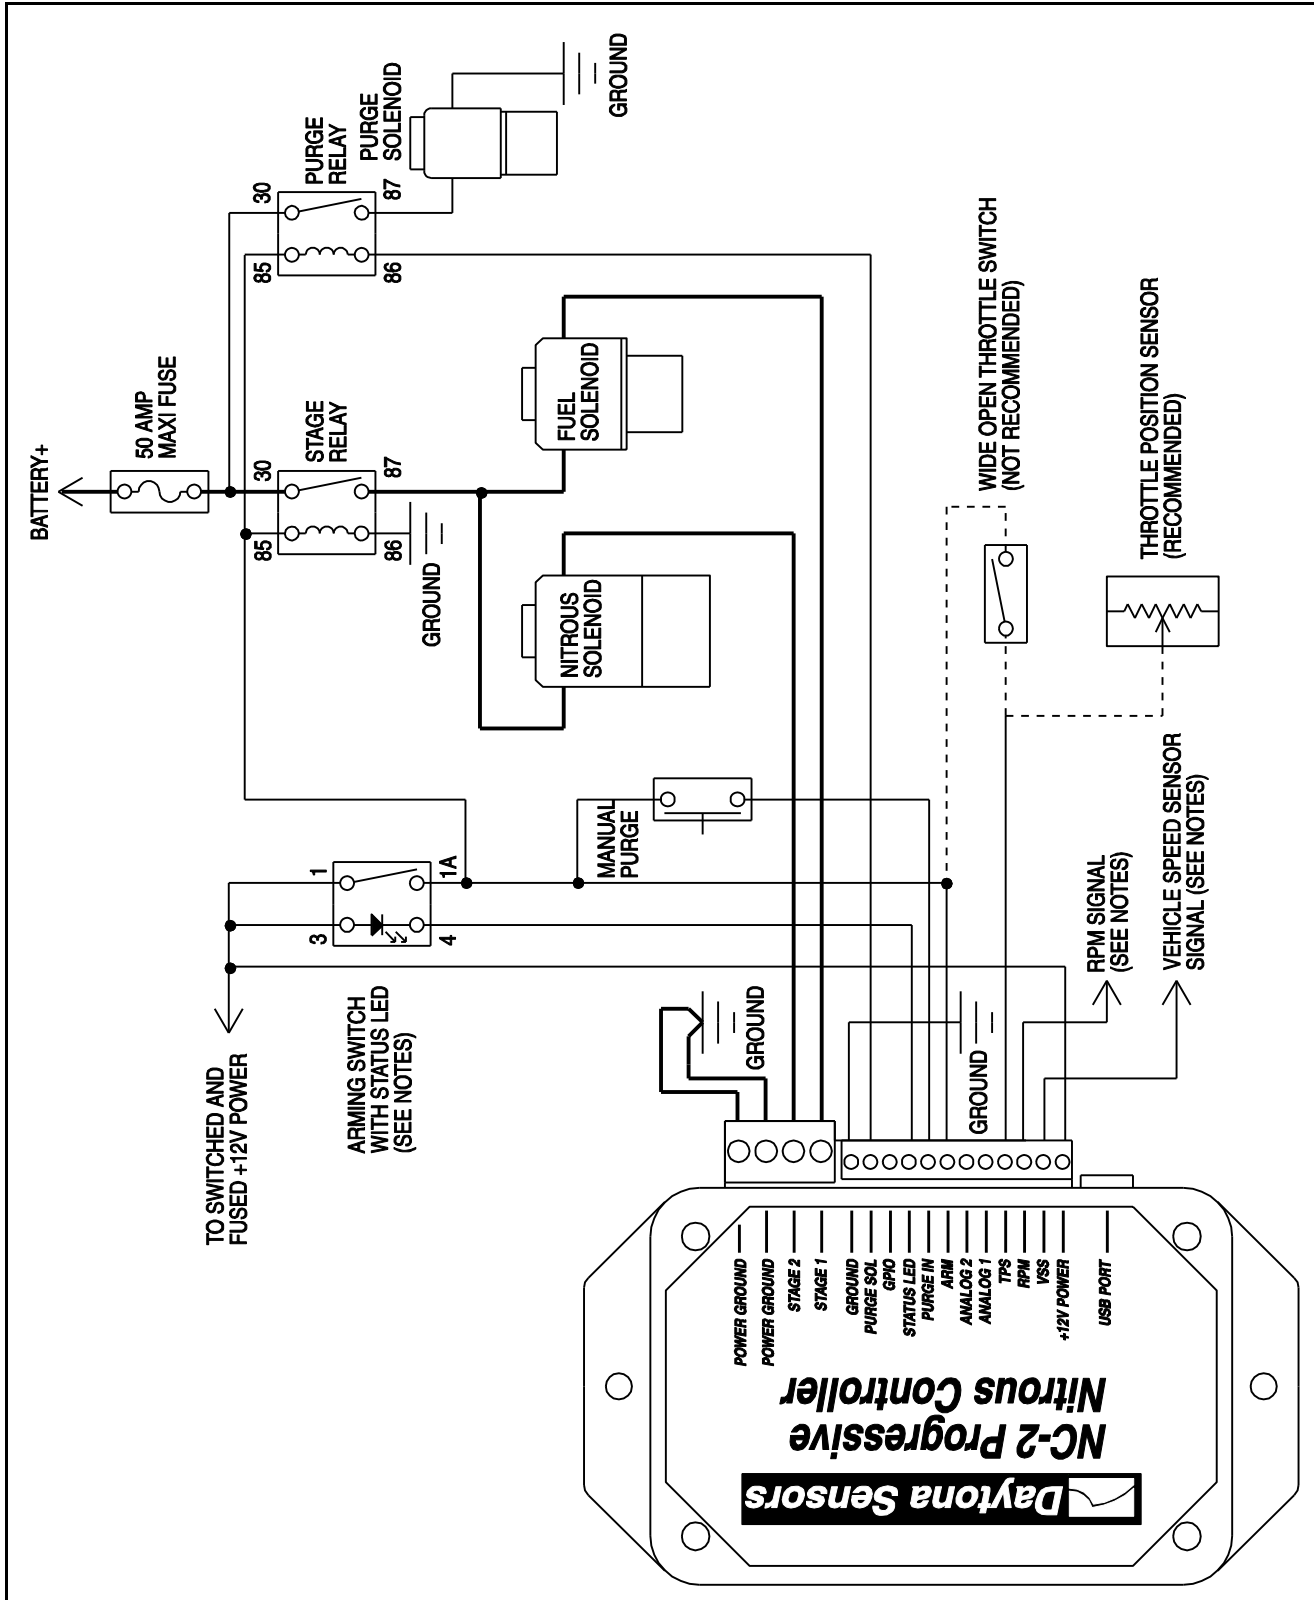 BATTERY+
50 AMP
MAXI FUSE
STAGE
RELAY
30
87
85
86
GROUND
PURGE
RELAY
30
87
85
86
PURGE
SOLENOID
GROUND
FUEL
SOLENOID
NITROUS
SOLENOID
WIDE OPEN THROTTLE SWITCH
(NOT RECOMMENDED)
THROTTLE POSITION SENSOR
(RECOMMENDED)
MANUAL
PURGE
1
1A
3
4
TO SWITCHED AND
FUSED +12V POWER
ARMING SWITCH
WITH STATUS LED
(SEE NOTES)
GROUND
GROUND
RPM SIGNAL
(SEE NOTES)
VEHICLE SPEED SENSOR
SIGNAL (SEE NOTES)
POWER GROUND
POWER GROUND
STAGE 2
STAGE 1
GROUND
PURGE SOL
GPIO
STATUS LED
PURGE IN
ARM
ANALOG 2
ANALOG 1
TPS
RPM
VSS
+12V POWER
USB PORT
Daytona Sensors
NC-2 Progressive
Nitrous Controller